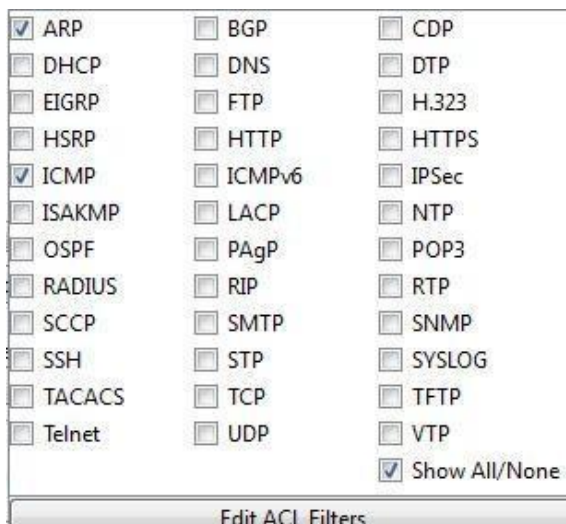 ARP BGP CDP
DHCP DNS DTP
EIGRP FTP H.323
HSRP HTTP HTTPS
ICMP ICMPv6 IPSec
ISAKMP LACP NTP
OSPF PAgP POP3
RADIUS RIP RTP
SCCP SMTP SNMP
SSH STP SYSLOG
TACACS TCP TFTP
Telnet UDP VTP
Show All/None
Edit ACL Filters